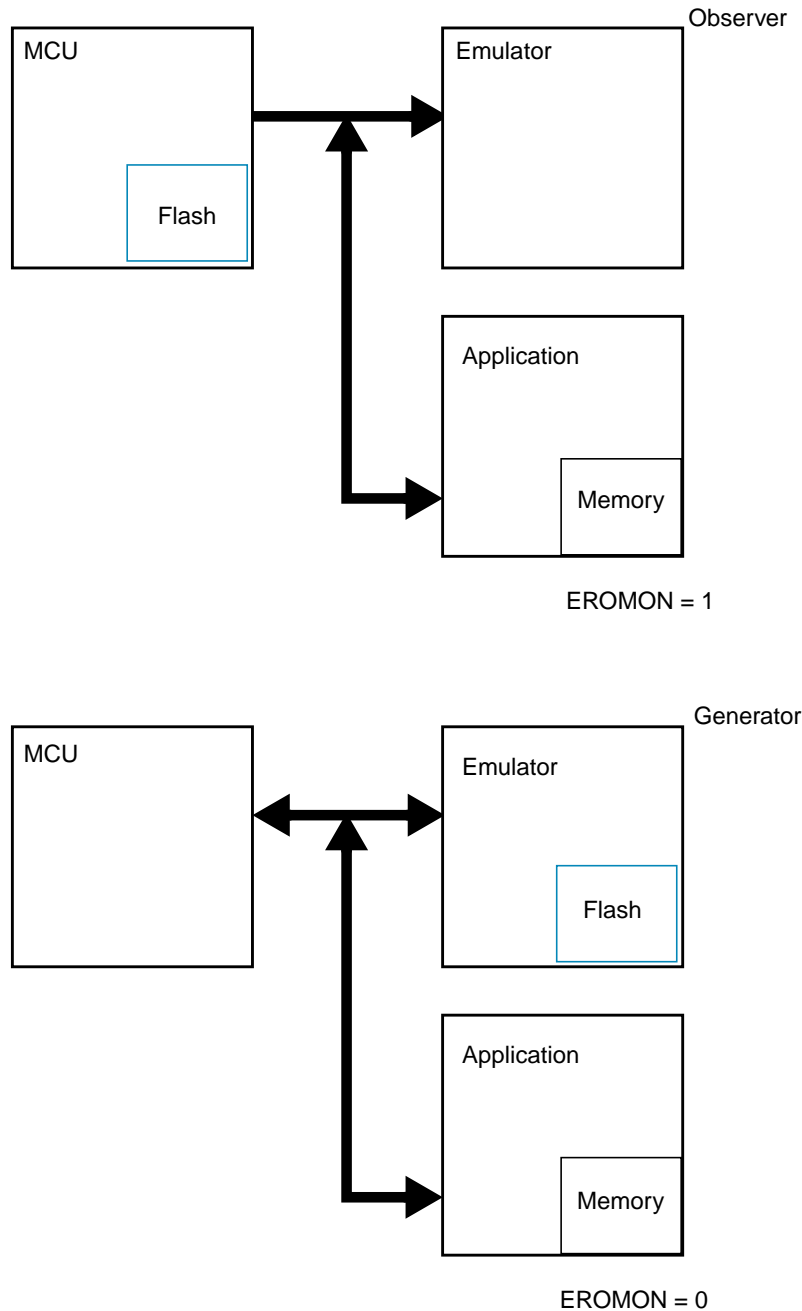 Observer
MCU
Emulator
Flash
Application
Memory
EROMON = 1
Generator
MCU
Emulator
Flash
Application
Memory
EROMON = 0